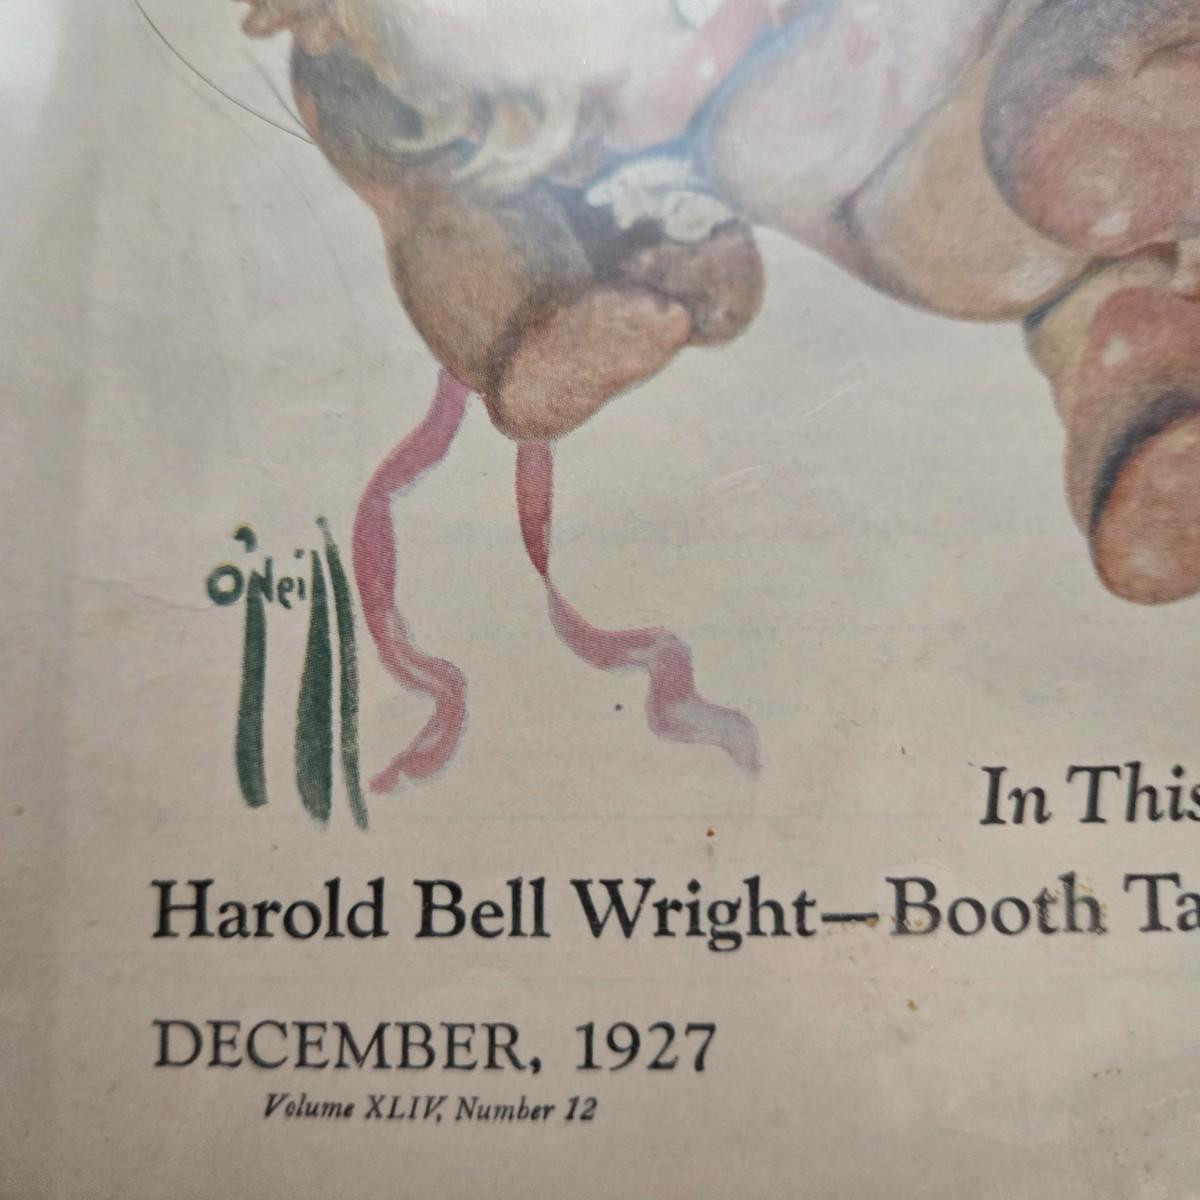 O'Neill
In This
Harold Bell Wright—Booth Ta
DECEMBER, 1927
Volume XLIV, Number 12